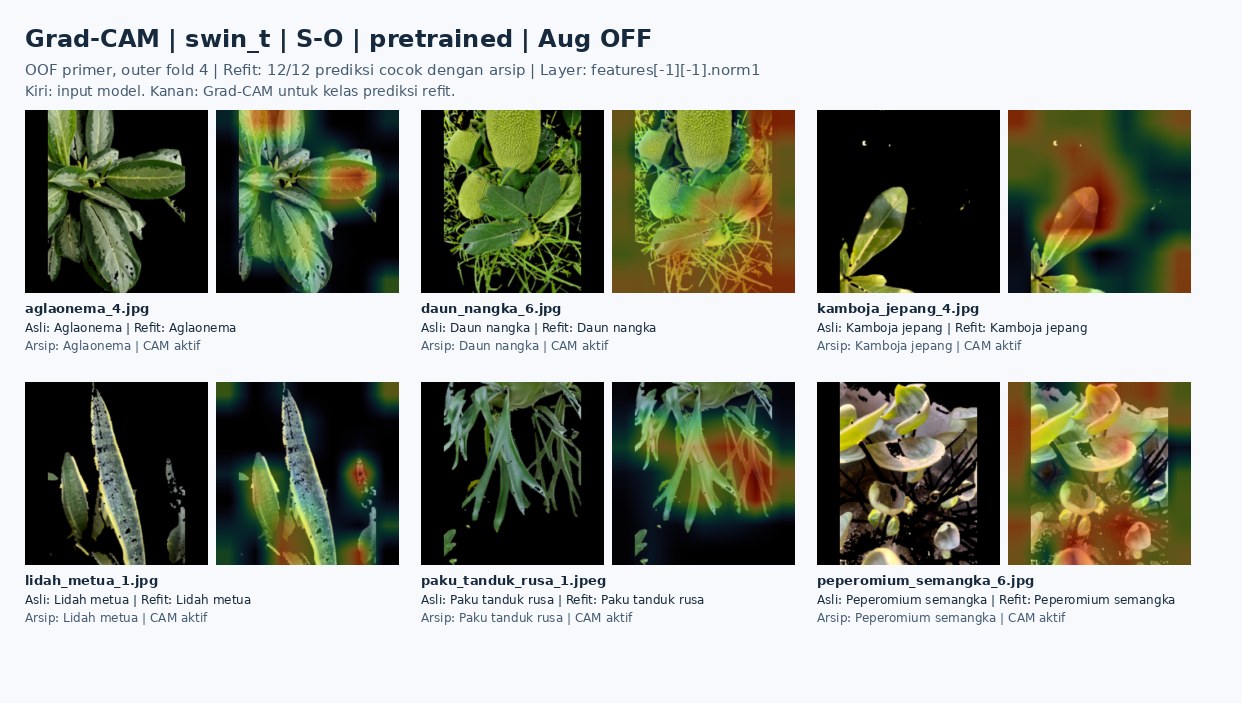 Grad-CAM | swin_t | S-O | pretrained | Aug OFF
OOF primer, outer fold 4 | Refit: 12/12 prediksi cocok dengan arsip | Layer: features[-1][-1].norm1
Kiri: input model. Kanan: Grad-CAM untuk kelas prediksi refit.
aglaonema_4.jpg
Asli: Aglaonema | Refit: Aglaonema
Arsip: Aglaonema | CAM aktif
daun_nangka_6.jpg
Asli: Daun nangka | Refit: Daun nangka
Arsip: Daun nangka | CAM aktif
kamboja_jepang_4.jpg
Asli: Kamboja jepang | Refit: Kamboja jepang
Arsip: Kamboja jepang | CAM aktif
lidah_metua_1.jpg
Asli: Lidah metua | Refit: Lidah metua
Arsip: Lidah metua | CAM aktif
paku_tanduk_rusa_1.jpeg
Asli: Paku tanduk rusa | Refit: Paku tanduk rusa
Arsip: Paku tanduk rusa | CAM aktif
peperomium_semangka_6.jpg
Asli: Peperomium semangka | Refit: Peperomium semangka
Arsip: Peperomium semangka | CAM aktif